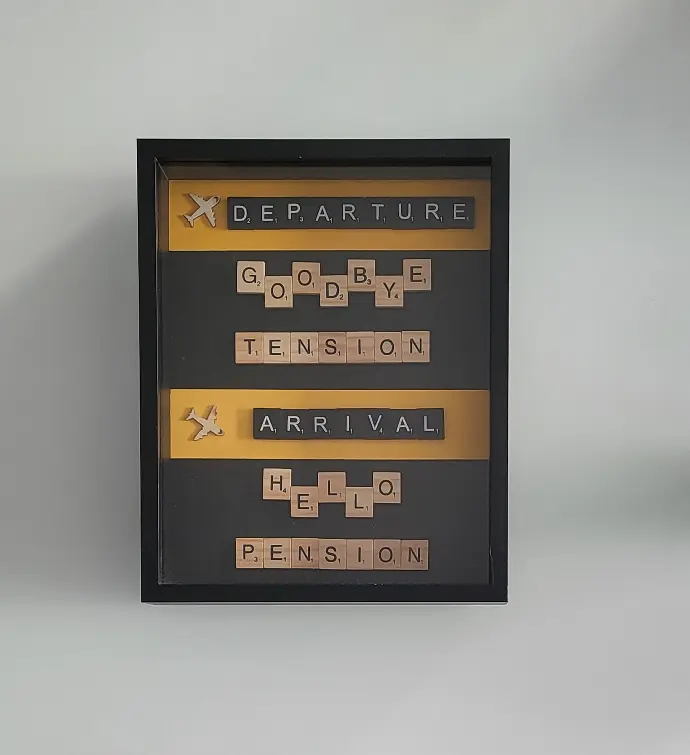 DEPARTURE
GOODBYE
TENSION
ARRIVAL
HELLO
PENSION